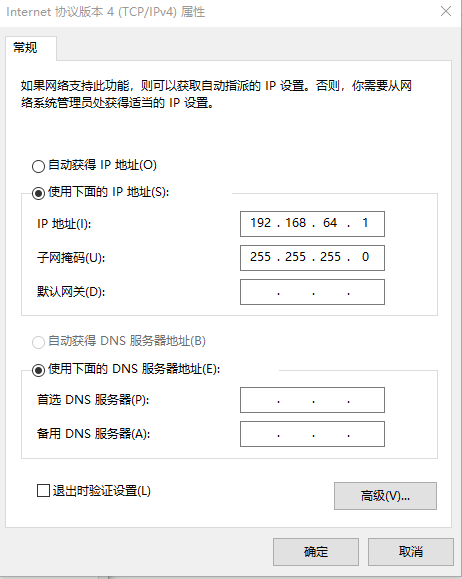 Internet 协议版本 4 (TCP/IPv4) 属性
常规
如果网络支持此功能，则可以获取自动指派的 IP 设置。否则，你需要从网
络系统管理员处获得适当的 IP 设置。
自动获得 IP 地址(O)
使用下面的 IP 地址(S):
IP 地址(I):
192 . 168 . 64 . 1
子网掩码(U):
255 . 255 . 255 . 0
默认网关(D):
. . .
自动获得 DNS 服务器地址(B)
使用下面的 DNS 服务器地址(E):
首选 DNS 服务器(P):
. . .
备用 DNS 服务器(A):
. . .
退出时验证设置(L)
高级(V)...
确定
取消